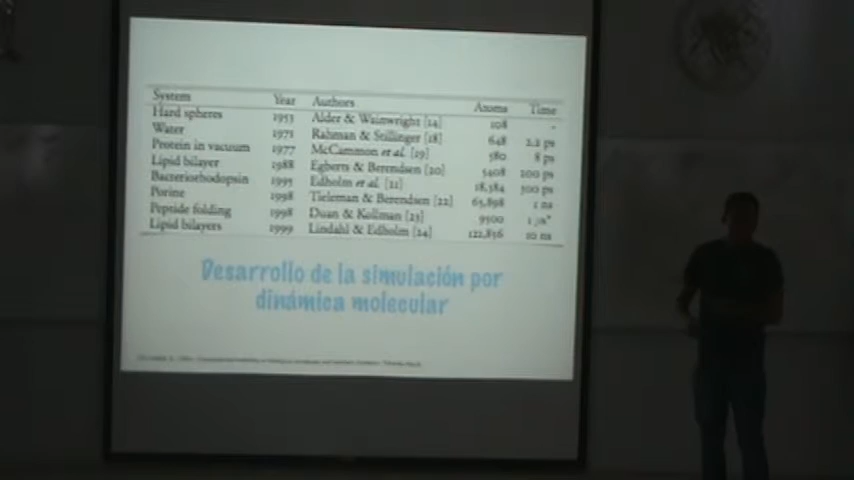 System Year Authors Atoms Time
Hard spheres 1953 Alder & Wainwright [14] 108 -
Water 1971 Rahman & Stillinger [18] 648 2.2 ps
Protein in vacuum 1977 McCammon et al. [19] 580 8 ps
Lipid bilayer 1988 Egberts & Berendsen [20] 5408 100 ps
Bacteriorhodopsin 1995 Edholm et al. [21] 18,584 300 ps
Porine 1998 Tieleman & Berendsen [22] 65,898 1 ns
Peptide folding 1998 Duan & Kollman [23] 9500
Lipid bilayers 1999 Lindahl & Edholm [24] 122,856 10 ns
Desarrollo de la simulación por
dinámica molecular